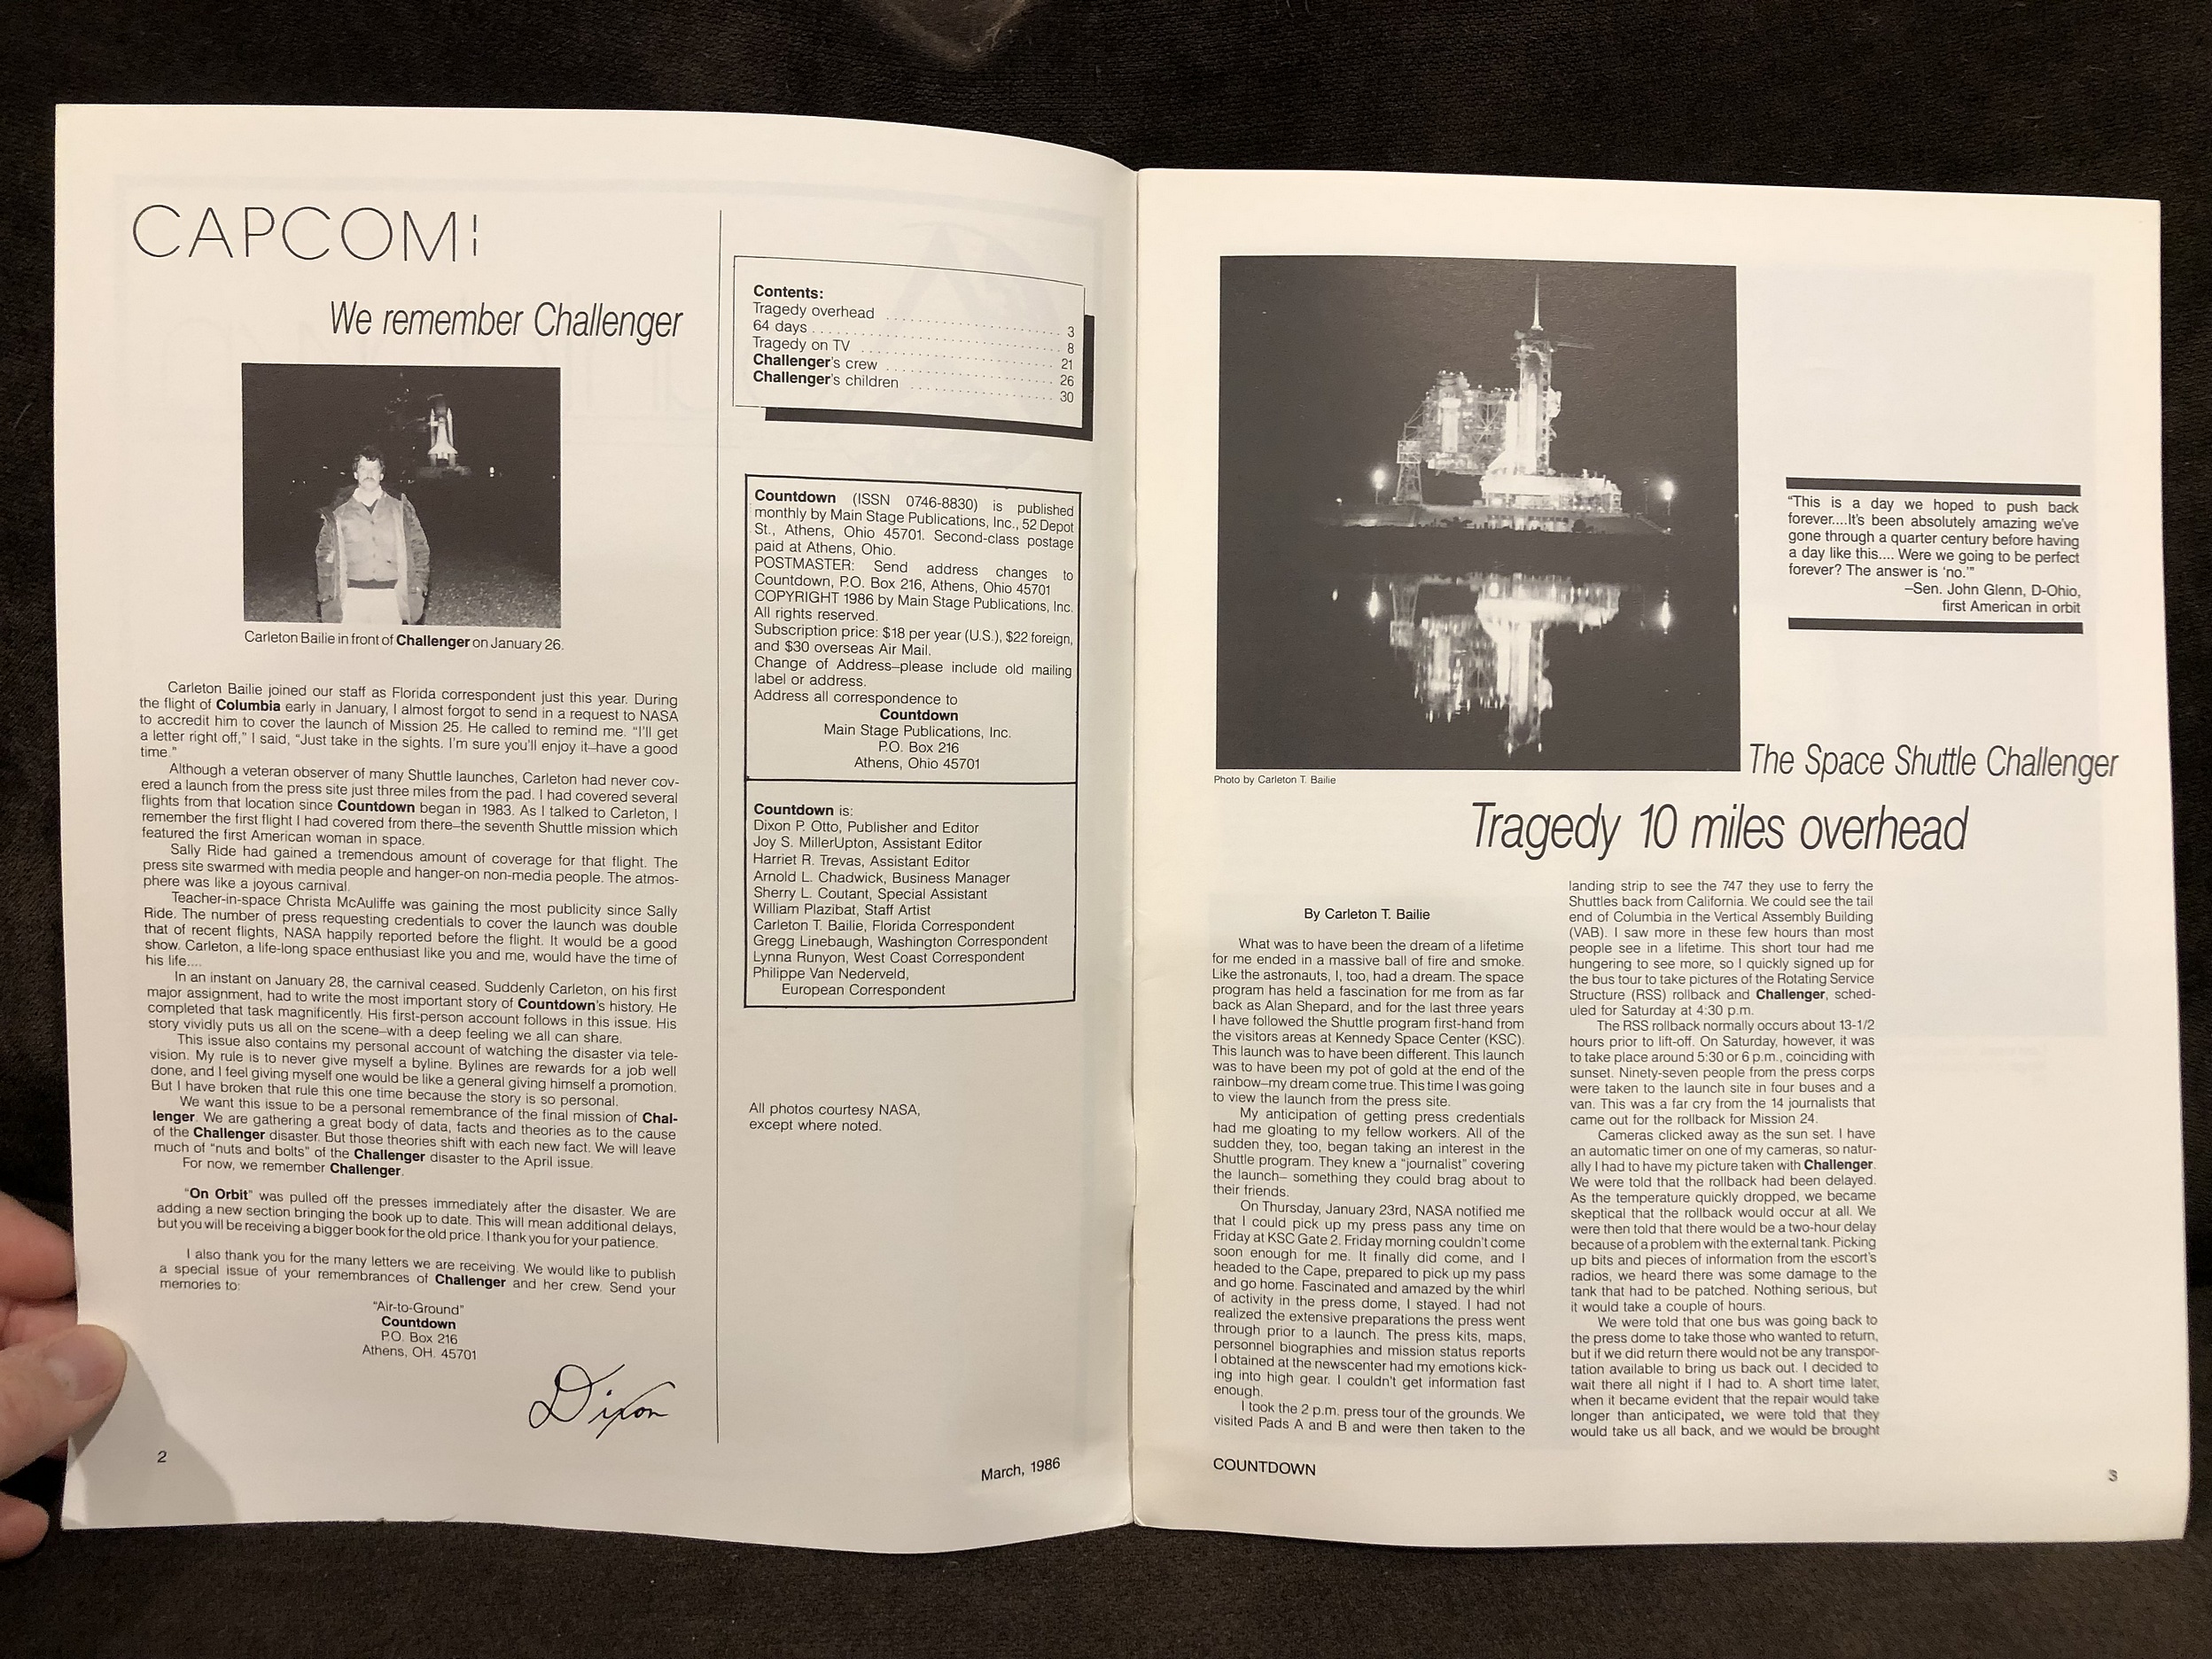 CAPCOM:
We remember Challenger
Carleton Bailie in front of Challenger on January 26.
Carleton Bailie joined our staff as Florida correspondent just this year. During
the flight of Columbia early in January, I almost forgot to send in a request to NASA
to accredit him to cover the launch of Mission 25. He called to remind me. "I'll get
a letter right off," I said, "Just take in the sights. I'm sure you'll enjoy it–have a good
time."
Although a veteran observer of many Shuttle launches, Carleton had never cov-
ered a launch from the press site just three miles from the pad. I had covered several
flights from that location since Countdown began in 1983. As I talked to Carleton, I
remember the first flight I had covered from there–the seventh Shuttle mission which
featured the first American woman in space.
Sally Ride had gained a tremendous amount of coverage for that flight. The
press site swarmed with media people and hanger-on non-media people. The atmos-
phere was like a joyous carnival.
Teacher-in-space Christa McAuliffe was gaining the most publicity since Sally
Ride. The number of press requesting credentials to cover the launch was double
that of recent flights, NASA happily reported before the flight. It would be a good
show. Carleton, a life-long space enthusiast like you and me, would have the time of
his life....
In an instant on January 28, the carnival ceased. Suddenly Carleton, on his first
major assignment, had to write the most important story of Countdown's history. He
completed that task magnificently. His first-person account follows in this issue. His
story vividly puts us all on the scene–with a deep feeling we all can share.
This issue also contains my personal account of watching the disaster via tele-
vision. My rule is to never give myself a byline. Bylines are rewards for a job well
done, and I feel giving myself one would be like a general giving himself a promotion.
But I have broken that rule this one time because the story is so personal.
We want this issue to be a personal remembrance of the final mission of Chal-
lenger. We are gathering a great body of data, facts and theories as to the cause
of the Challenger disaster. But those theories shift with each new fact. We will leave
much of "nuts and bolts" of the Challenger disaster to the April issue.
For now, we remember Challenger.
"On Orbit" was pulled off the presses immediately after the disaster. We are
adding a new section bringing the book up to date. This will mean additional delays,
but you will be receiving a bigger book for the old price. I thank you for your patience.
I also thank you for the many letters we are receiving. We would like to publish
a special issue of your remembrances of Challenger and her crew. Send your
memories to:
"Air-to-Ground"
Countdown
P.O. Box 216
Athens, OH. 45701
Dixon
2
Contents:
Tragedy overhead ........ 3
64 days ........ 8
Tragedy on TV ........ 21
Challenger's crew ........ 26
Challenger's children ........ 30
Countdown (ISSN 0746-8830) is published
monthly by Main Stage Publications, Inc., 52 Depot
St., Athens, Ohio 45701. Second-class postage
paid at Athens, Ohio.
POSTMASTER: Send address changes to
Countdown, P.O. Box 216, Athens, Ohio 45701
COPYRIGHT 1986 by Main Stage Publications, Inc.
All rights reserved.
Subscription price: $18 per year (U.S.), $22 foreign,
and $30 overseas Air Mail.
Change of Address–please include old mailing
label or address.
Address all correspondence to
Countdown
Main Stage Publications, Inc.
P.O. Box 216
Athens, Ohio 45701
Countdown is:
Dixon P. Otto, Publisher and Editor
Joy S. MillerUpton, Assistant Editor
Harriet R. Trevas, Assistant Editor
Arnold L. Chadwick, Business Manager
Sherry L. Coutant, Special Assistant
William Plazibat, Staff Artist
Carleton T. Bailie, Florida Correspondent
Gregg Linebaugh, Washington Correspondent
Lynna Runyon, West Coast Correspondent
Philippe Van Nederveld,
European Correspondent
All photos courtesy NASA,
except where noted.
March, 1986
Photo by Carleton T. Bailie
"This is a day we hoped to push back
forever....It's been absolutely amazing we've
gone through a quarter century before having
a day like this.... Were we going to be perfect
forever? The answer is 'no.'"
–Sen. John Glenn, D-Ohio,
first American in orbit
The Space Shuttle Challenger
Tragedy 10 miles overhead
By Carleton T. Bailie
What was to have been the dream of a lifetime
for me ended in a massive ball of fire and smoke.
Like the astronauts, I, too, had a dream. The space
program has held a fascination for me from as far
back as Alan Shepard, and for the last three years
I have followed the Shuttle program first-hand from
the visitors areas at Kennedy Space Center (KSC).
This launch was to have been different. This launch
was to have been my pot of gold at the end of the
rainbow–my dream come true. This time I was going
to view the launch from the press site.
My anticipation of getting press credentials
had me gloating to my fellow workers. All of the
sudden they, too, began taking an interest in the
Shuttle program. They knew a "journalist" covering
the launch– something they could brag about to
their friends.
On Thursday, January 23rd, NASA notified me
that I could pick up my press pass any time on
Friday at KSC Gate 2. Friday morning couldn't come
soon enough for me. It finally did come, and I
headed to the Cape, prepared to pick up my pass
and go home. Fascinated and amazed by the whirl
of activity in the press dome, I stayed. I had not
realized the extensive preparations the press went
through prior to a launch. The press kits, maps,
personnel biographies and mission status reports
I obtained at the newscenter had my emotions kick-
ing into high gear. I couldn't get information fast
enough.
I took the 2 p.m. press tour of the grounds. We
visited Pads A and B and were then taken to the
landing strip to see the 747 they use to ferry the
Shuttles back from California. We could see the tail
end of Columbia in the Vertical Assembly Building
(VAB). I saw more in these few hours than most
people see in a lifetime. This short tour had me
hungering to see more, so I quickly signed up for
the bus tour to take pictures of the Rotating Service
Structure (RSS) rollback and Challenger, sched-
uled for Saturday at 4:30 p.m.
The RSS rollback normally occurs about 13-1/2
hours prior to lift-off. On Saturday, however, it was
to take place around 5:30 or 6 p.m., coinciding with
sunset. Ninety-seven people from the press corps
were taken to the launch site in four buses and a
van. This was a far cry from the 14 journalists that
came out for the rollback for Mission 24.
Cameras clicked away as the sun set. I have
an automatic timer on one of my cameras, so natur-
ally I had to have my picture taken with Challenger.
We were told that the rollback had been delayed.
As the temperature quickly dropped, we became
skeptical that the rollback would occur at all. We
were then told that there would be a two-hour delay
because of a problem with the external tank. Picking
up bits and pieces of information from the escort's
radios, we heard there was some damage to the
tank that had to be patched. Nothing serious, but
it would take a couple of hours.
We were told that one bus was going back to
the press dome to take those who wanted to return,
but if we did return there would not be any transpor-
tation available to bring us back out. I decided to
wait there all night if I had to. A short time later,
when it became evident that the repair would take
longer than anticipated, we were told that they
would take us all back, and we would be brought
COUNTDOWN
3